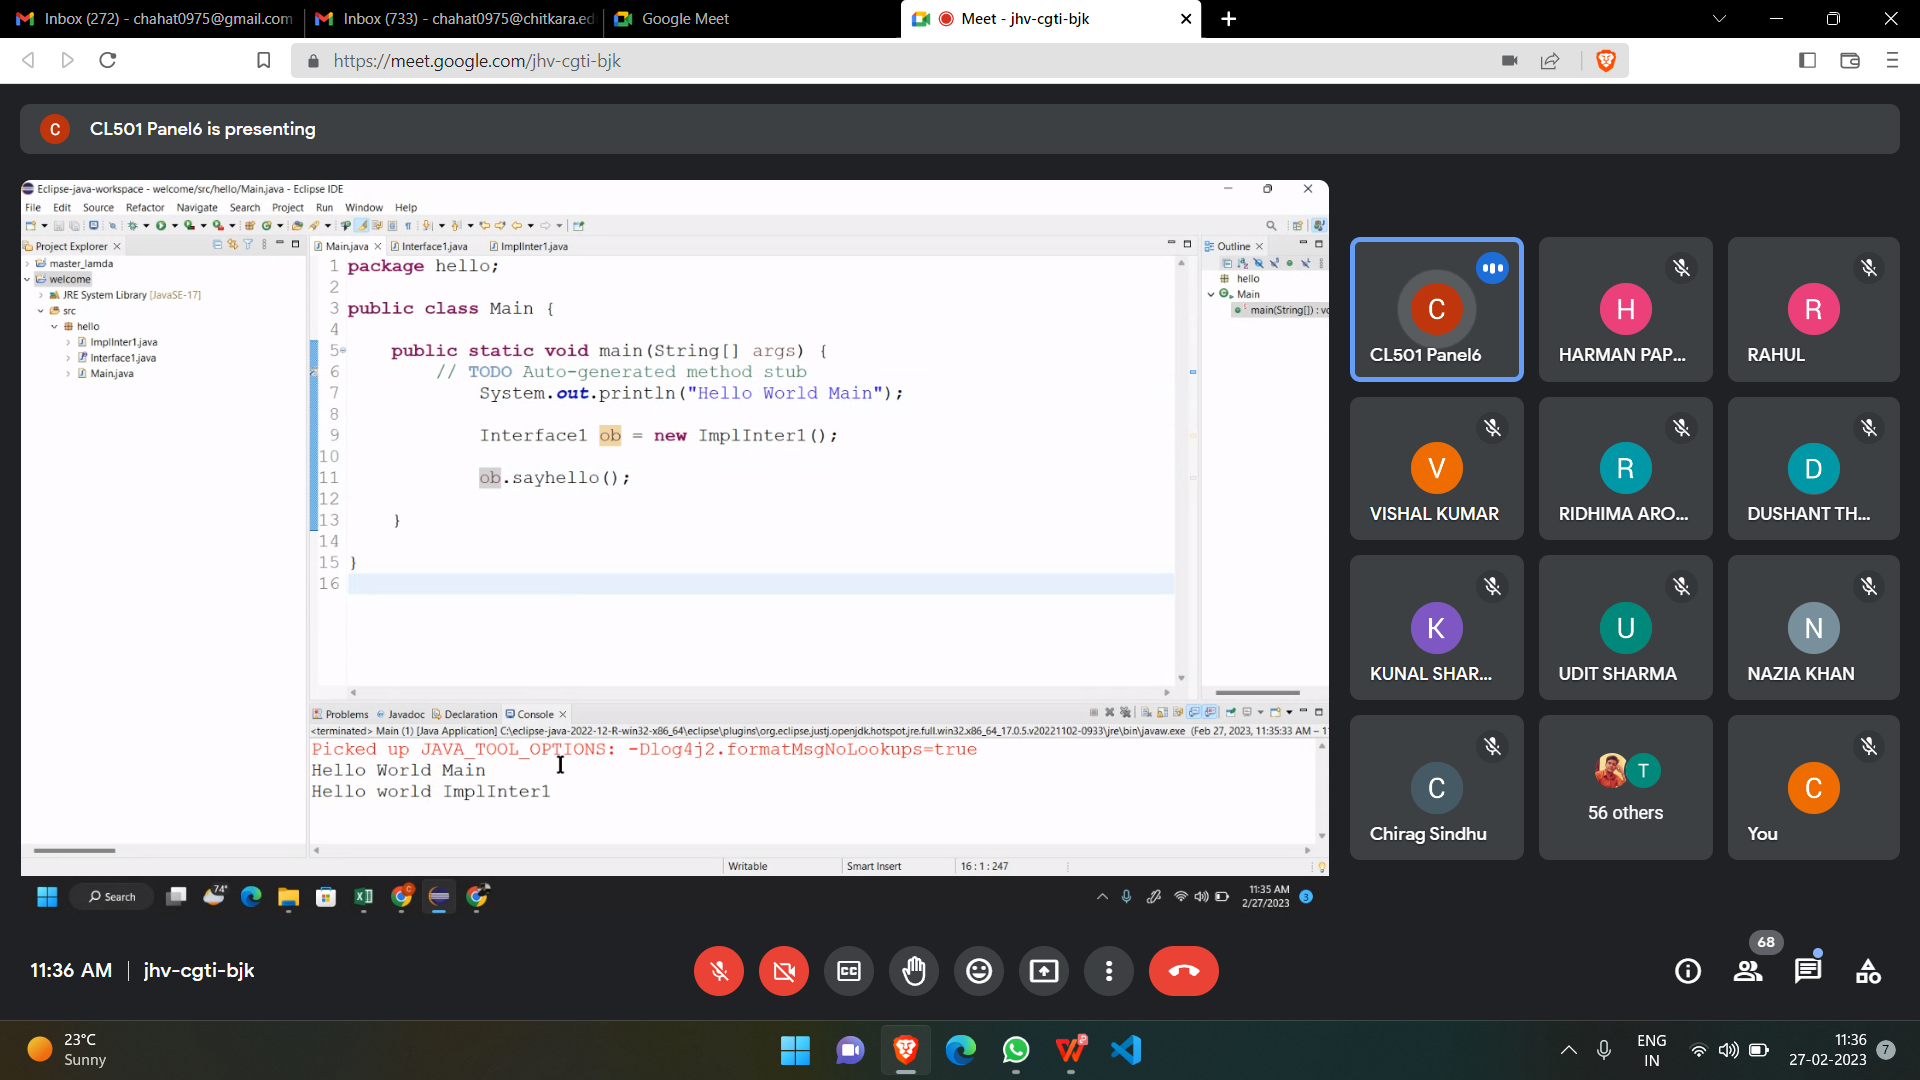 Inbox (272) - chahat0975@gmail.com
Inbox (733) - chahat0975@chitkara.ed
Google Meet
Meet - jhv-cgti-bjk
https://meet.google.com/jhv-cgti-bjk
C CL501 Panel6 is presenting
Eclipse-java-workspace - welcome/src/hello/Main.java - Eclipse IDE
File Edit Source Refactor Navigate Search Project Run Window Help
Project Explorer
Main.java Interface1.java ImplInter1.java
Outline
master_lamda
welcome
JRE System Library [JavaSE-17]
src
hello
ImplInter1.java
Interface1.java
Main.java
1 package hello;
2
3 public class Main {
4
5 public static void main(String[] args) {
6 // TODO Auto-generated method stub
7 System.out.println("Hello World Main");
8
9 Interface1 ob = new ImplInter1();
10
11 ob.sayhello();
12
13 }
14
15 }
16
hello
Main
main(String[]) : vo
Problems Javadoc Declaration Console
<terminated> Main (1) [Java Application] C:\eclipse-java-2022-12-R-win32-x86_64\eclipse\plugins\org.eclipse.justj.openjdk.hotspot.jre.full.win32.x86_64_17.0.5.v20221102-0933\jre\bin\javaw.exe (Feb 27, 2023, 11:35:33 AM – 1
Picked up JAVA_TOOL_OPTIONS: -Dlog4j2.formatMsgNoLookups=true
Hello World Main
Hello world ImplInter1
Writable Smart Insert 16 : 1 : 247
74°
Search
11:35 AM
2/27/2023
3
C
CL501 Panel6
H
HARMAN PAP...
R
RAHUL
V
VISHAL KUMAR
R
RIDHIMA ARO...
D
DUSHANT TH...
K
KUNAL SHAR...
U
UDIT SHARMA
N
NAZIA KHAN
C
Chirag Sindhu
T
56 others
C
You
11:36 AM | jhv-cgti-bjk
CC
68
23°C
Sunny
ENG
IN
11:36
27-02-2023
7